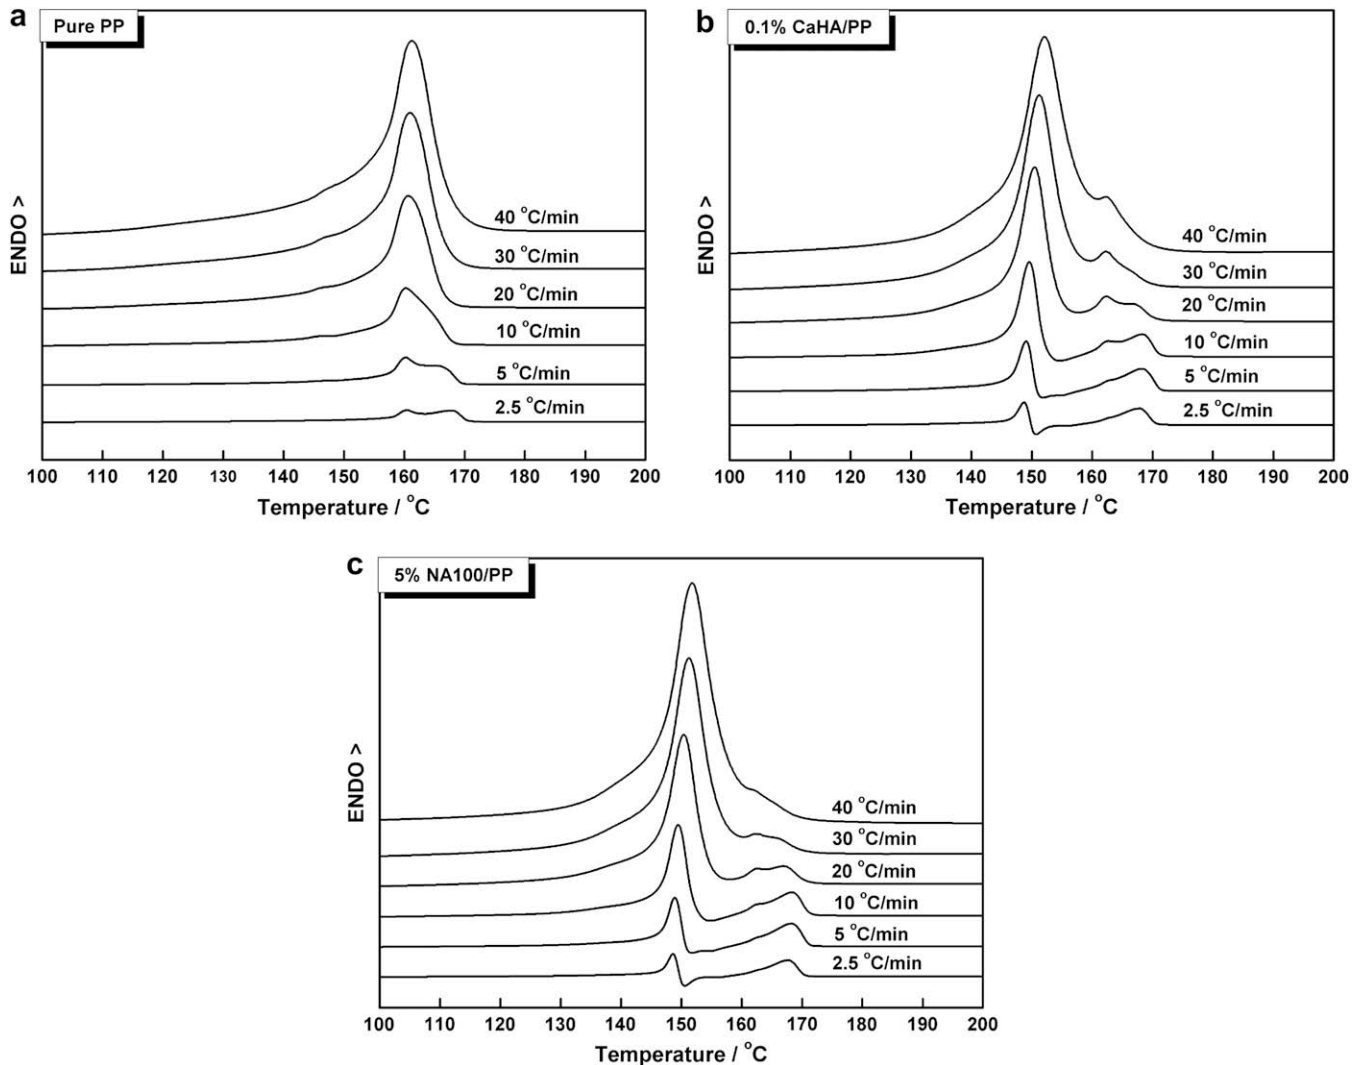 a
Pure PP
ENDO >
40 °C/min
30 °C/min
20 °C/min
10 °C/min
5 °C/min
2.5 °C/min
100 110 120 130 140 150 160 170 180 190 200
Temperature / °C
b
0.1% CaHA/PP
ENDO >
40 °C/min
30 °C/min
20 °C/min
10 °C/min
5 °C/min
2.5 °C/min
100 110 120 130 140 150 160 170 180 190 200
Temperature / °C
c
5% NA100/PP
ENDO >
40 °C/min
30 °C/min
20 °C/min
10 °C/min
5 °C/min
2.5 °C/min
100 110 120 130 140 150 160 170 180 190 200
Temperature / °C